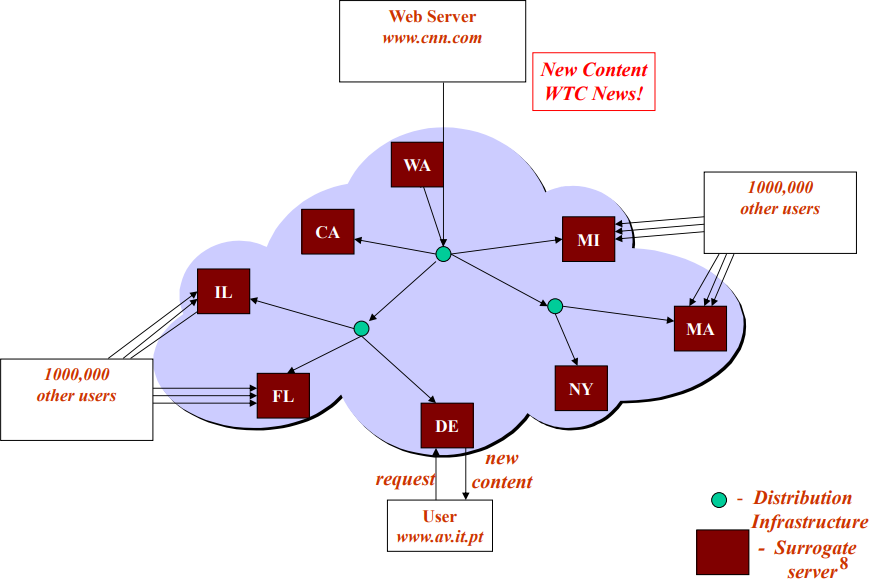 Web Server
www.cnn.com
New Content
WTC News!
WA
1000,000
other users
CA
MI
IL
MA
1000,000
other users
FL
NY
DE
request
new
content
User
www.av.it.pt
- Distribution
Infrastructure
- Surrogate
server
8